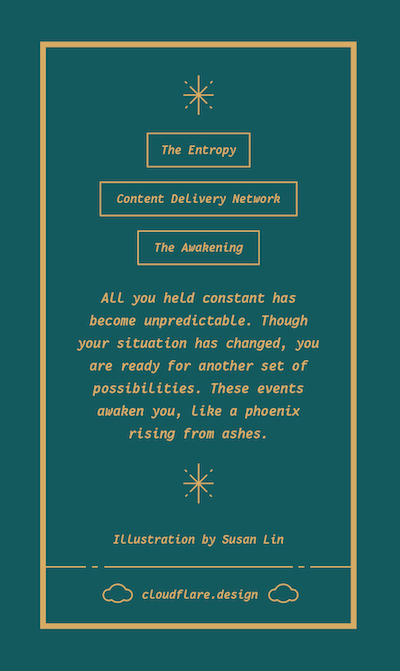 The Entropy
Content Delivery Network
The Awakening
All you held constant has
become unpredictable. Though
your situation has changed, you
are ready for another set of
possibilities. These events
awaken you, like a phoenix
rising from ashes.
Illustration by Susan Lin
cloudflare.design